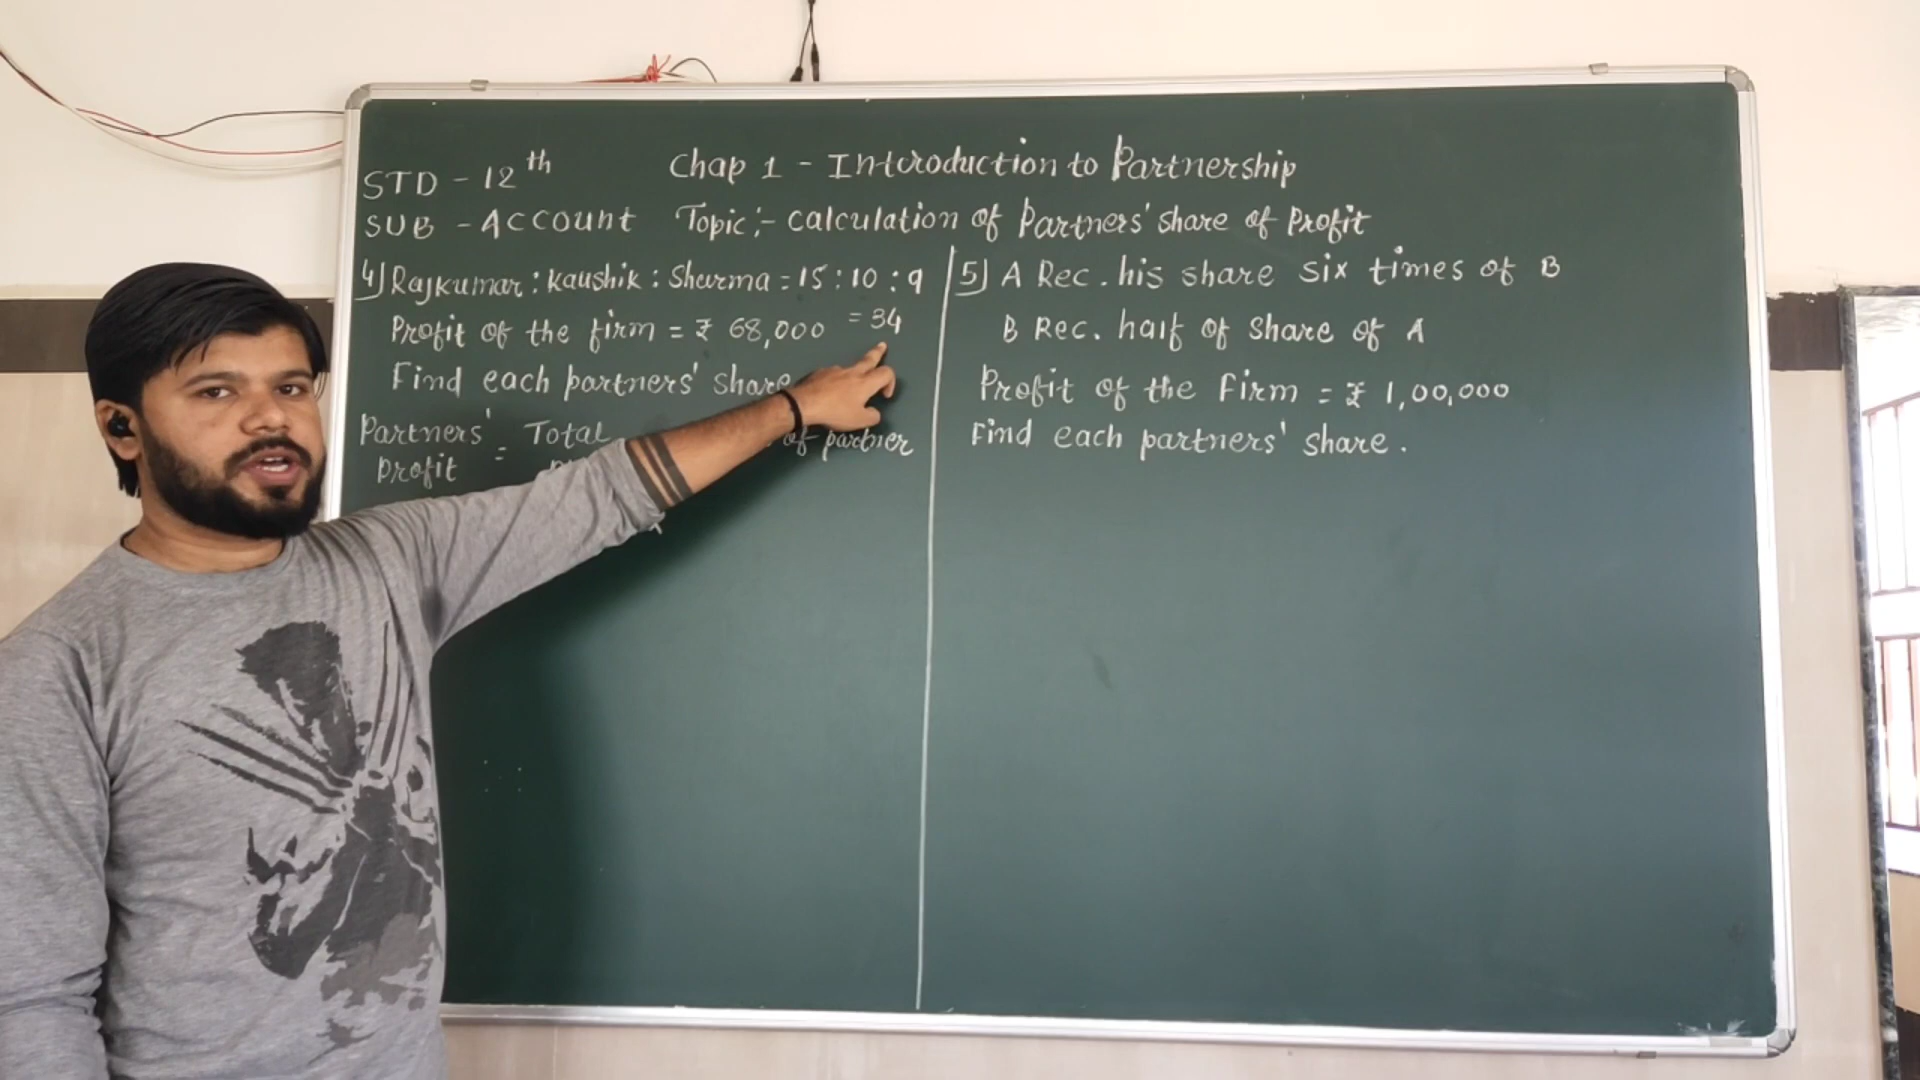 STD - 12th
Chap 1 - Introduction to Partnership
SUB - Account
Topic:- Calculation of Partners' share of Profit
4) Rajkumar : Kaushik : Sharma = 15 : 10 : 9
= 34
Profit of the firm = ₹ 68,000
Find each partners' share
Partners' Profit = Total
of partner
5) A Rec. his share six times of B
B Rec. half of share of A
Profit of the Firm = ₹ 1,00,000
Find each partners' share.